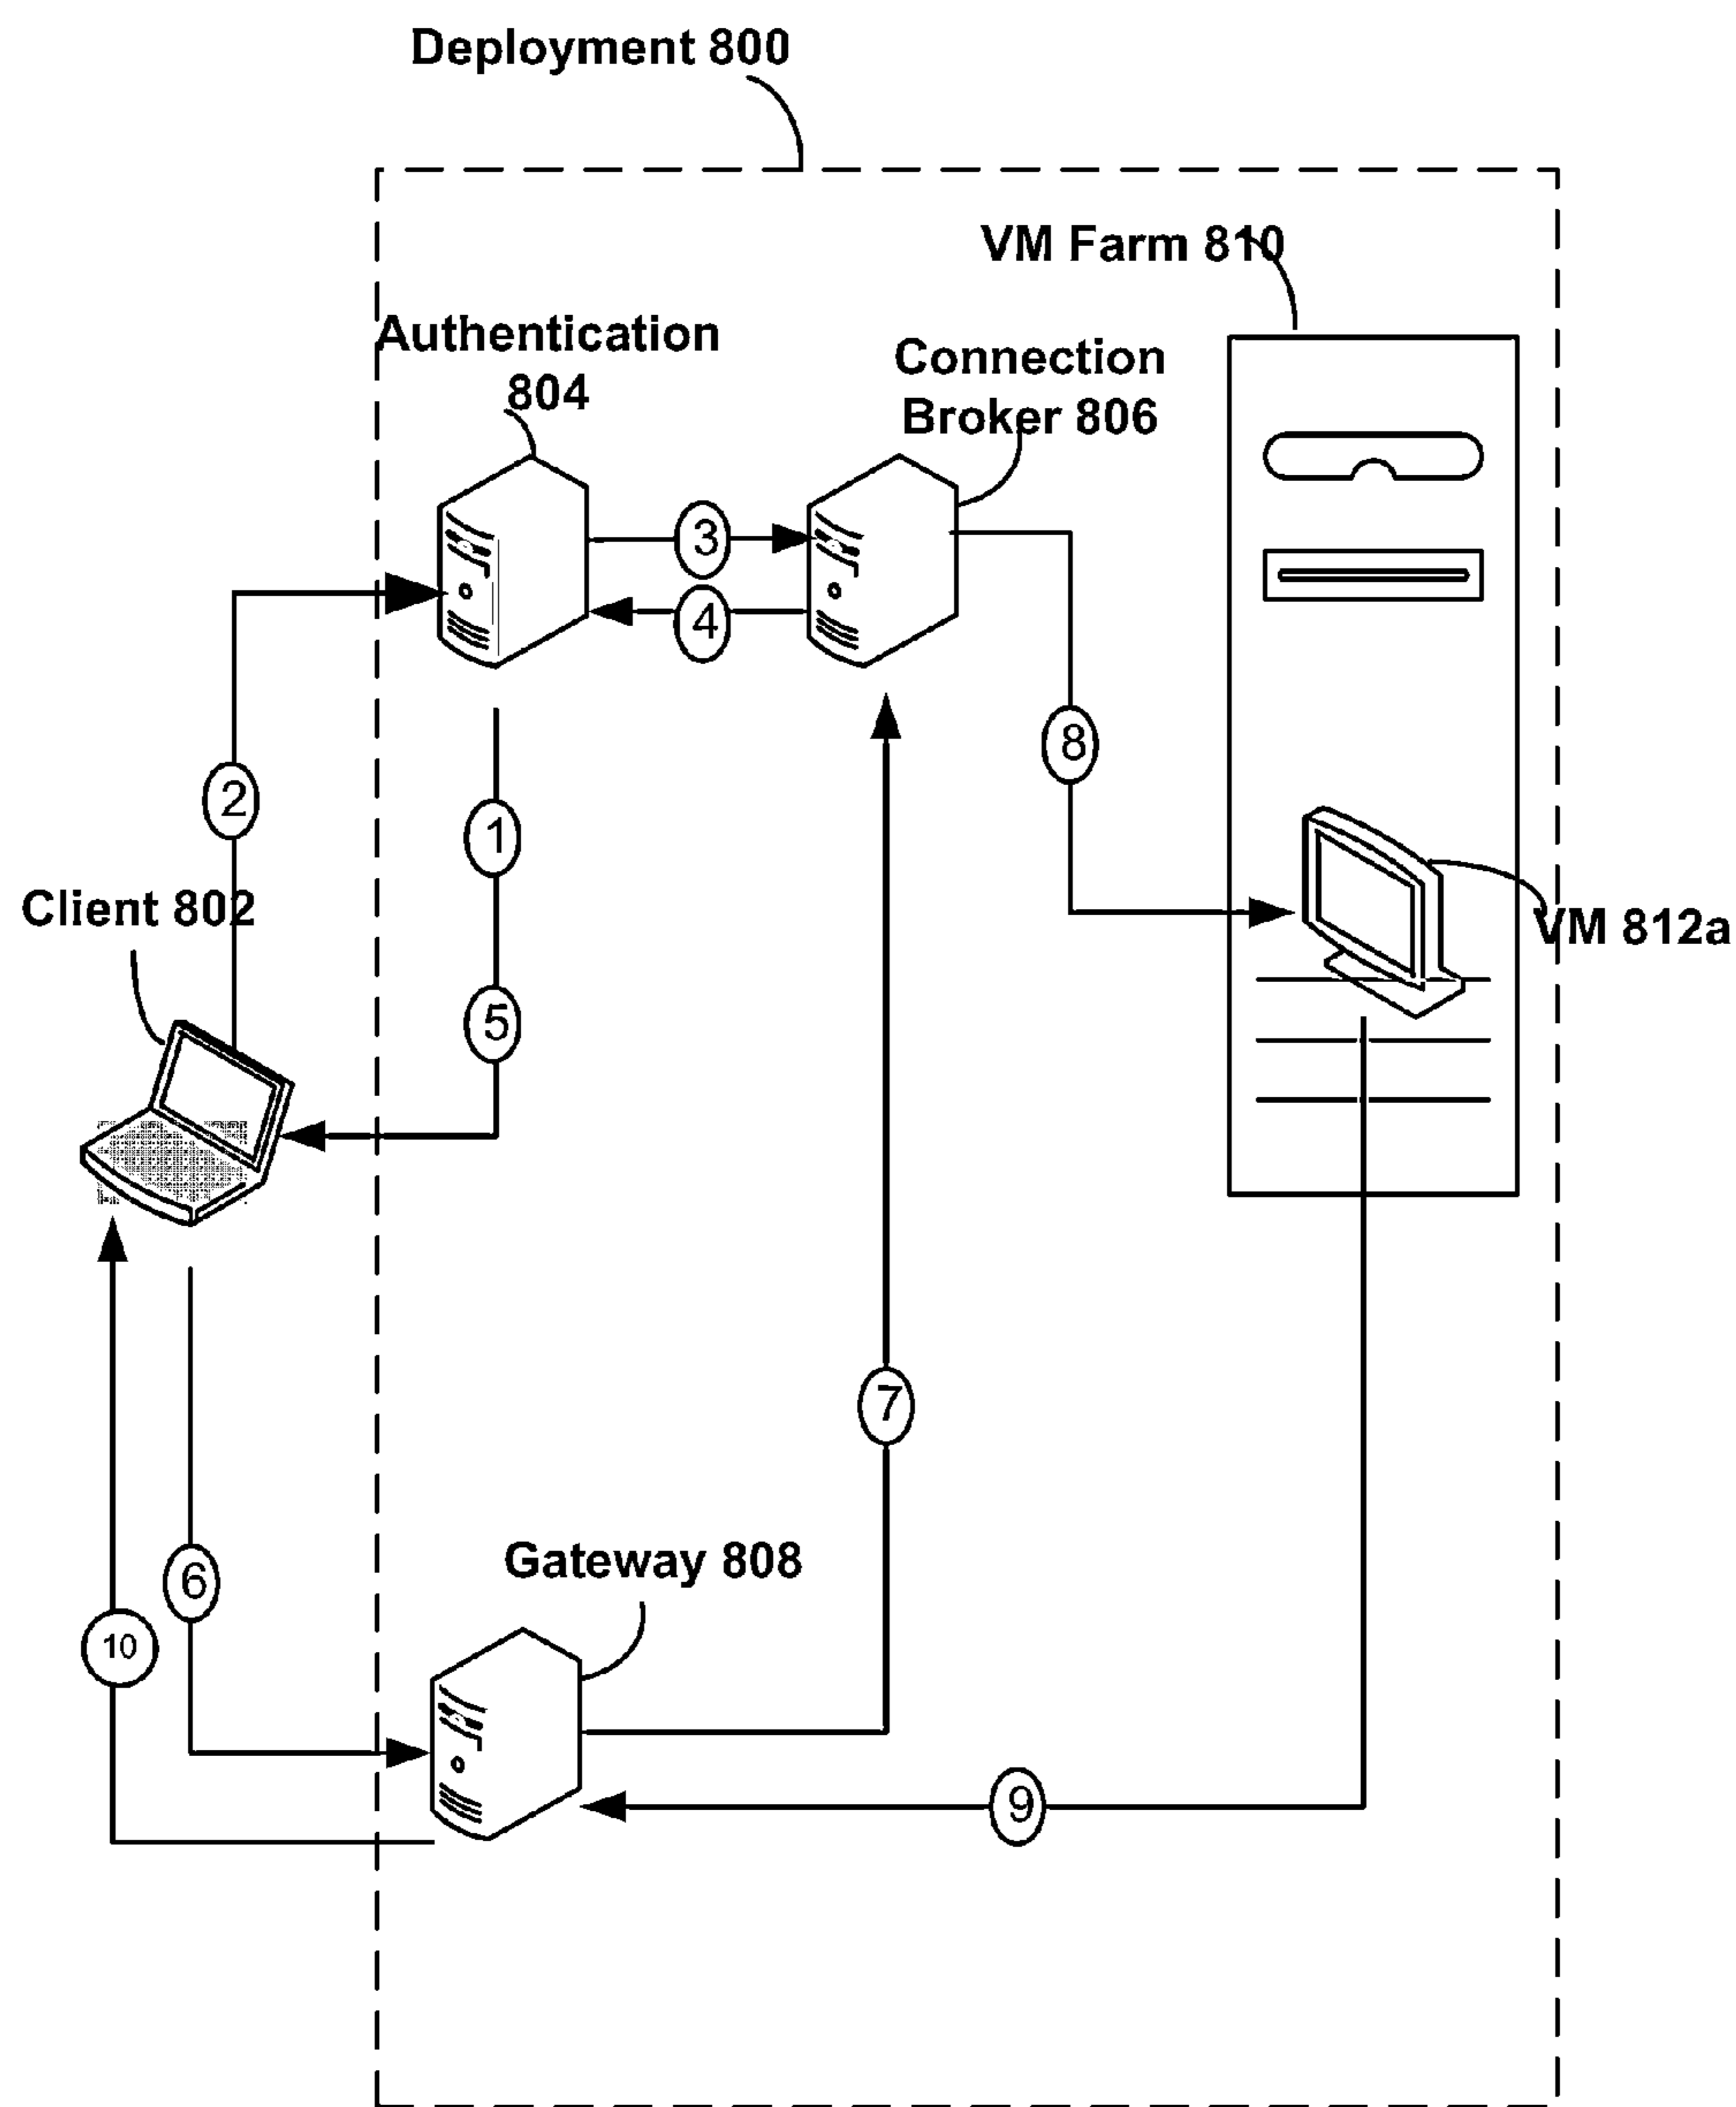 Deployment 800
VM Farm 810
Authentication
804
Connection
Broker 806
3
4
8
2
1
Client 802
VM 812a
5
7
Gateway 808
6
10
9